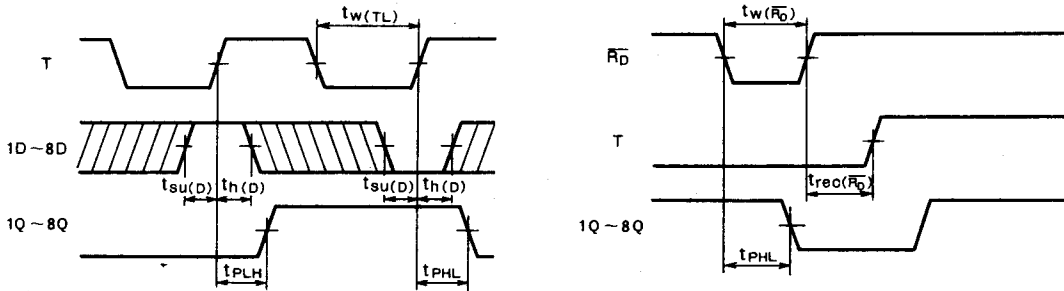 tw(TL)
T
1D~8D
tsu(D)
th(D)
tsu(D)
th(D)
1Q~8Q
tPLH
tPHL
tw(R̅D̅)
R̅D̅
T
trec(R̅D̅)
1Q~8Q
tPHL